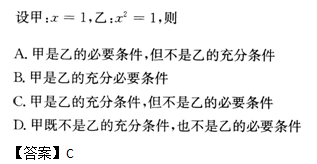 设甲:x = 1,乙:x² = 1,则
A. 甲是乙的必要条件,但不是乙的充分条件
B. 甲是乙的充分必要条件
C. 甲是乙的充分条件,但不是乙的必要条件
D. 甲既不是乙的充分条件,也不是乙的必要条件
【答案】C